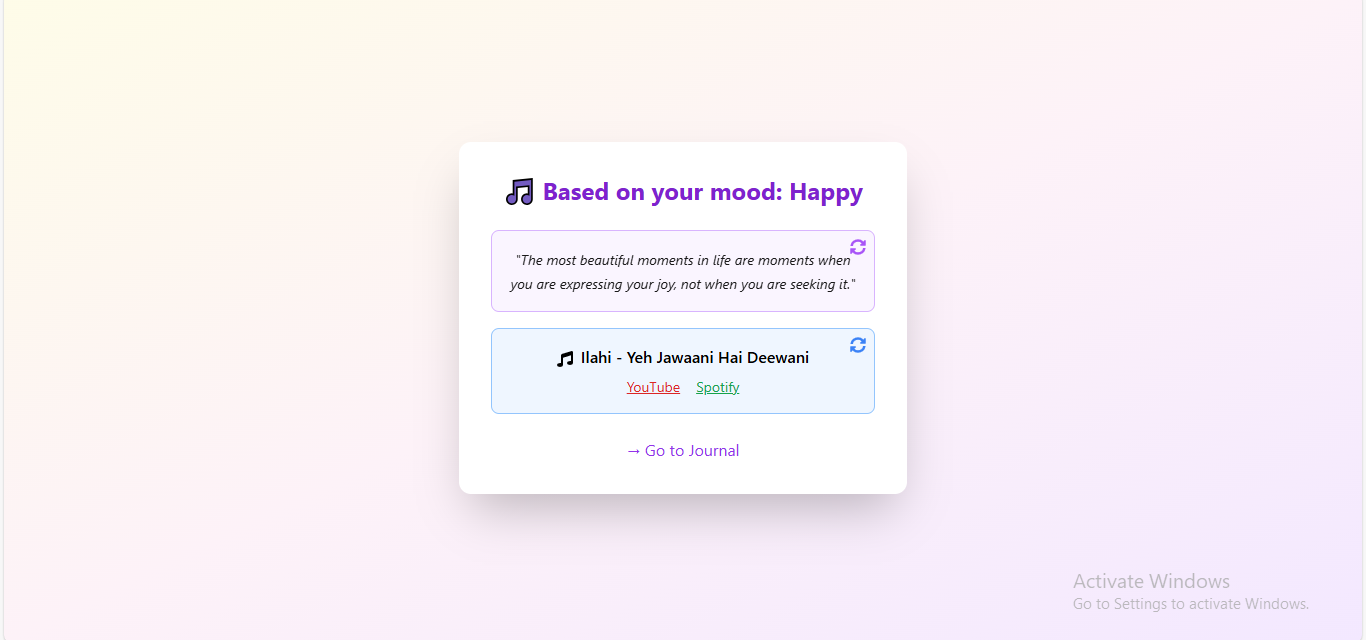 Based on your mood: Happy
"The most beautiful moments in life are moments when
you are expressing your joy, not when you are seeking it."
Ilahi - Yeh Jawaani Hai Deewani
YouTube Spotify
→ Go to Journal
Activate Windows
Go to Settings to activate Windows.